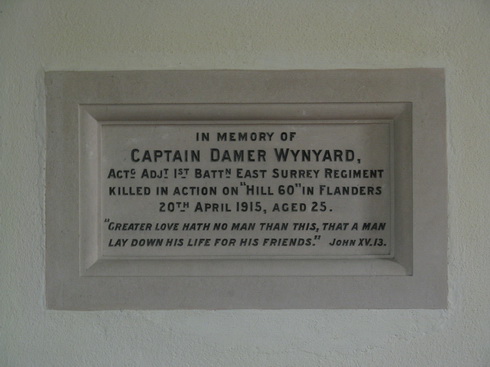 IN MEMORY OF
CAPTAIN DAMER WYNYARD,
ACTG ADJT 1ST BATTN EAST SURREY REGIMENT
KILLED IN ACTION ON "HILL 60" IN FLANDERS
20TH APRIL 1915, AGED 25.
"GREATER LOVE HATH NO MAN THAN THIS, THAT A MAN
LAY DOWN HIS LIFE FOR HIS FRIENDS." JOHN XV.13.